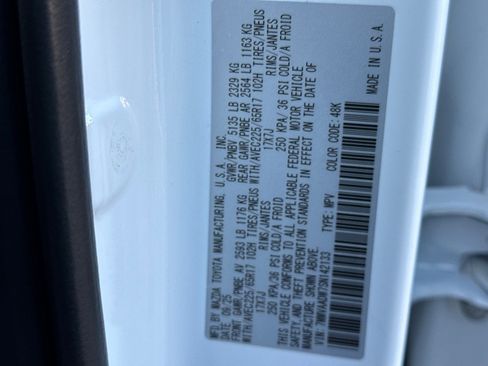 MFD BY MAZDA TOYOTA MANUFACTURING, U.S.A., INC.
DATE: 06/25 GVWR/PNBV 5135 LB 2329 KG
FRONT GAWR/PNBE AV 2593 LB 1176 KG REAR GAWR/PNBE AR 2564 LB 1163 KG
WITH/AVEC225/65R17 102H TIRES/PNEUS WITH/AVEC225/65R17 102H TIRES/PNEUS
17X7J RIMS/JANTES 17X7J RIMS/JANTES
250 KPA/ 36 PSI COLD/A FROID 250 KPA/ 36 PSI COLD/A FROID
THIS VEHICLE CONFORMS TO ALL APPLICABLE FEDERAL MOTOR VEHICLE
SAFETY AND THEFT PREVENTION STANDARDS IN EFFECT ON THE DATE OF
TYPE: MPV COLOR CODE: 48K
MADE IN U.S.A.